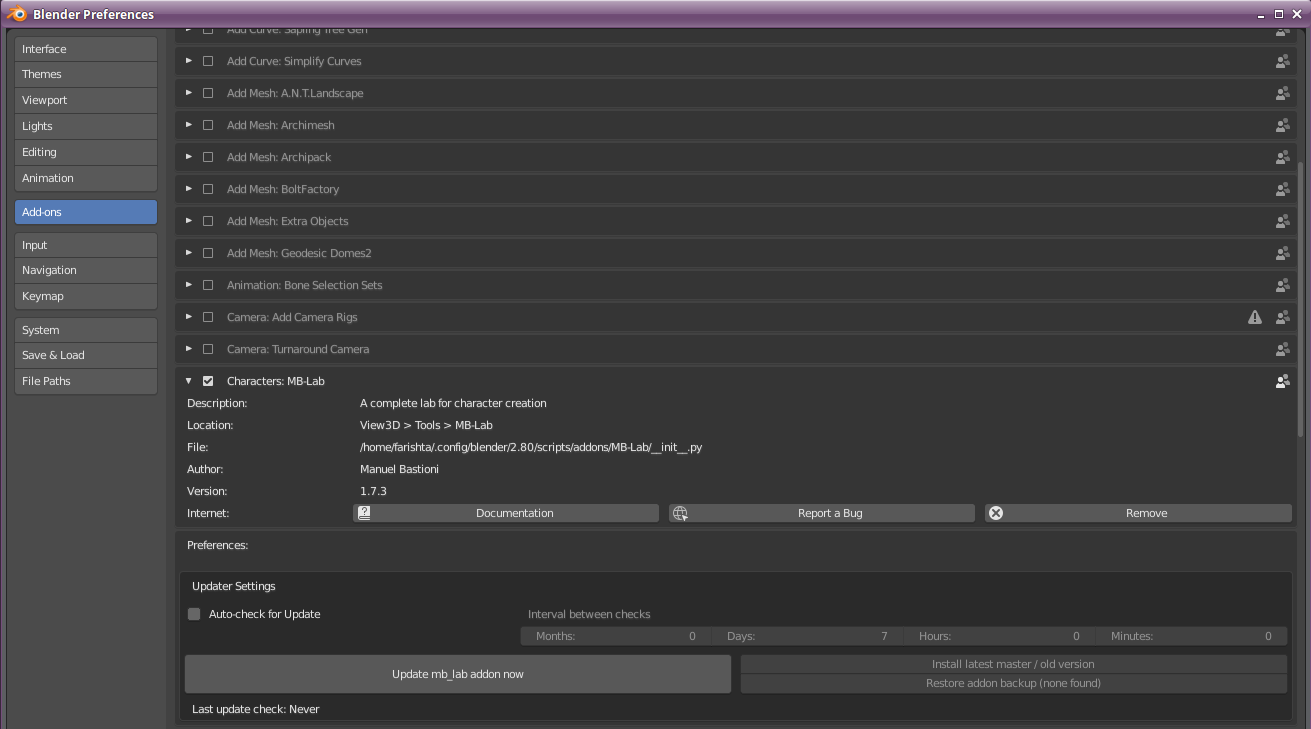 Blender Preferences
Interface
Themes
Viewport
Lights
Editing
Animation
Add-ons
Input
Navigation
Keymap
System
Save & Load
File Paths
Add Curve: Sapling Tree Gen
Add Curve: Simplify Curves
Add Mesh: A.N.T.Landscape
Add Mesh: Archimesh
Add Mesh: Archipack
Add Mesh: BoltFactory
Add Mesh: Extra Objects
Add Mesh: Geodesic Domes2
Animation: Bone Selection Sets
Camera: Add Camera Rigs
Camera: Turnaround Camera
Characters: MB-Lab
Description: A complete lab for character creation
Location: View3D > Tools > MB-Lab
File: /home/farishta/.config/blender/2.80/scripts/addons/MB-Lab/__init__.py
Author: Manuel Bastioni
Version: 1.7.3
Internet: Documentation Report a Bug Remove
Preferences:
Updater Settings
Auto-check for Update Interval between checks
Months: 0 Days: 7 Hours: 0 Minutes: 0
Update mb_lab addon now
Install latest master / old version
Restore addon backup (none found)
Last update check: Never